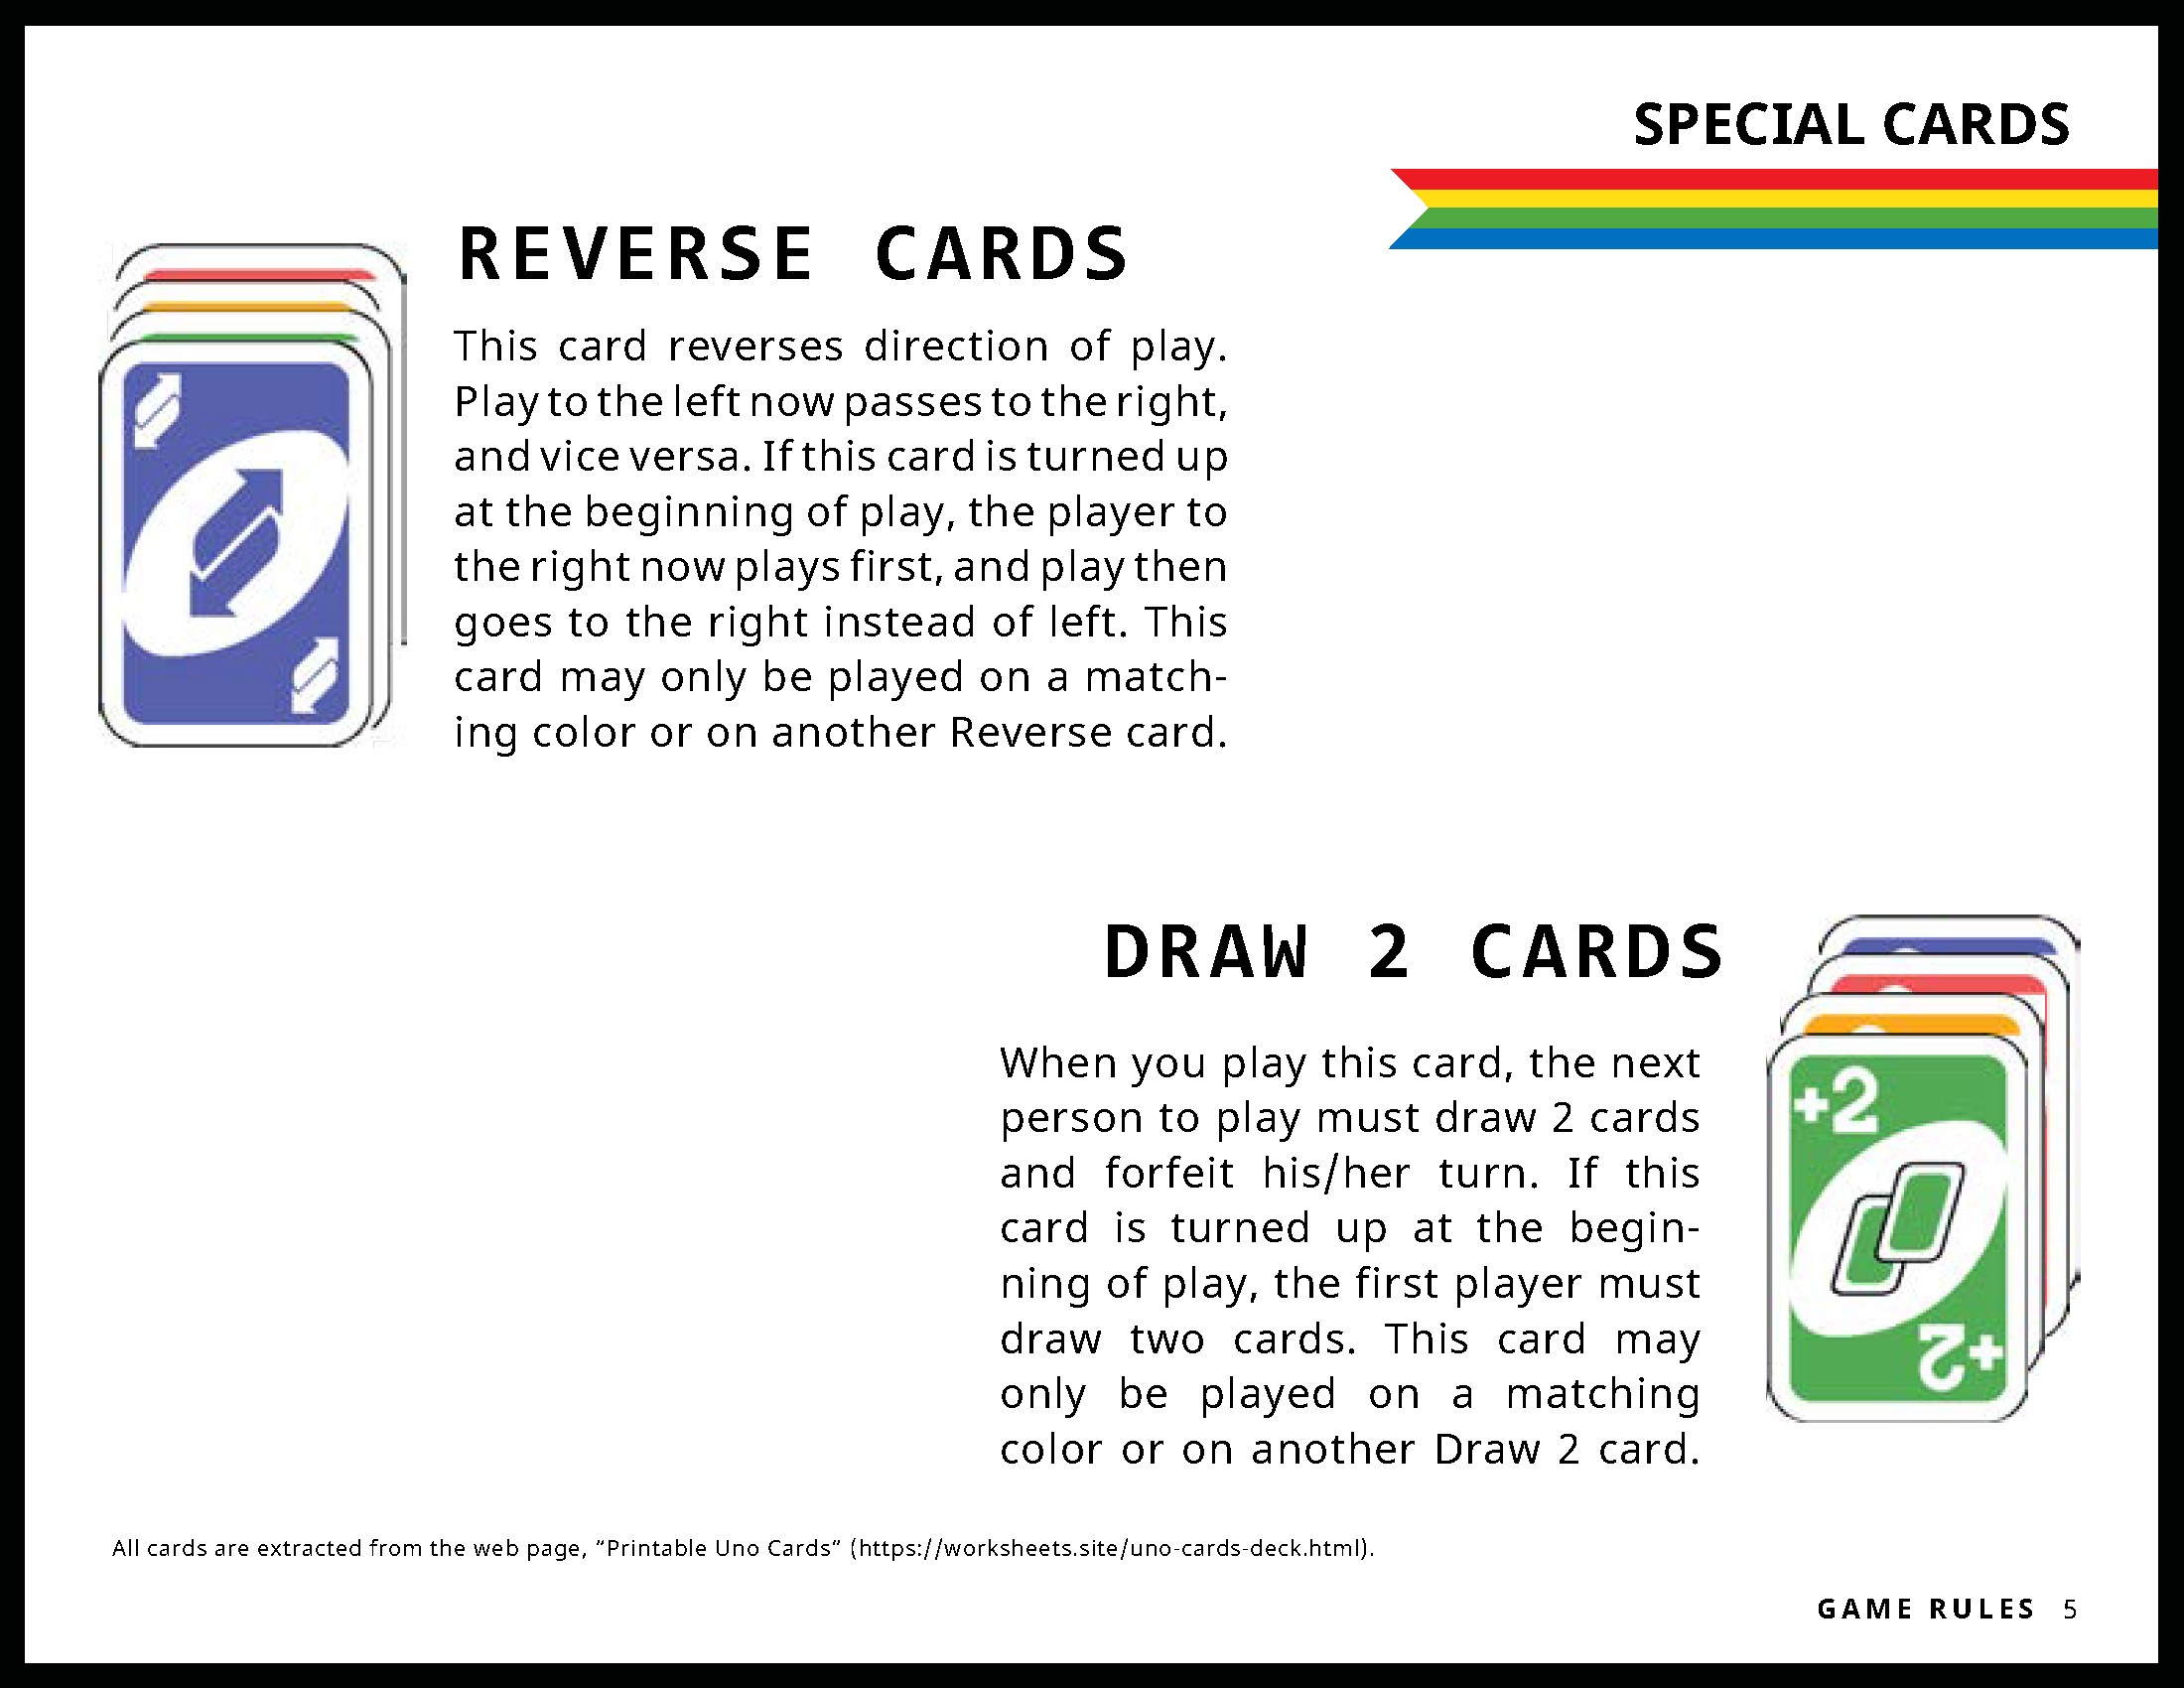 SPECIAL CARDS
REVERSE CARDS
This card reverses direction of play.
Play to the left now passes to the right,
and vice versa. If this card is turned up
at the beginning of play, the player to
the right now plays first, and play then
goes to the right instead of left. This
card may only be played on a match-
ing color or on another Reverse card.
DRAW 2 CARDS
When you play this card, the next
person to play must draw 2 cards
and forfeit his/her turn. If this
card is turned up at the begin-
ning of play, the first player must
draw two cards. This card may
only be played on a matching
color or on another Draw 2 card.
+2
+2
All cards are extracted from the web page, “Printable Uno Cards” (https://worksheets.site/uno-cards-deck.html).
GAME RULES 5